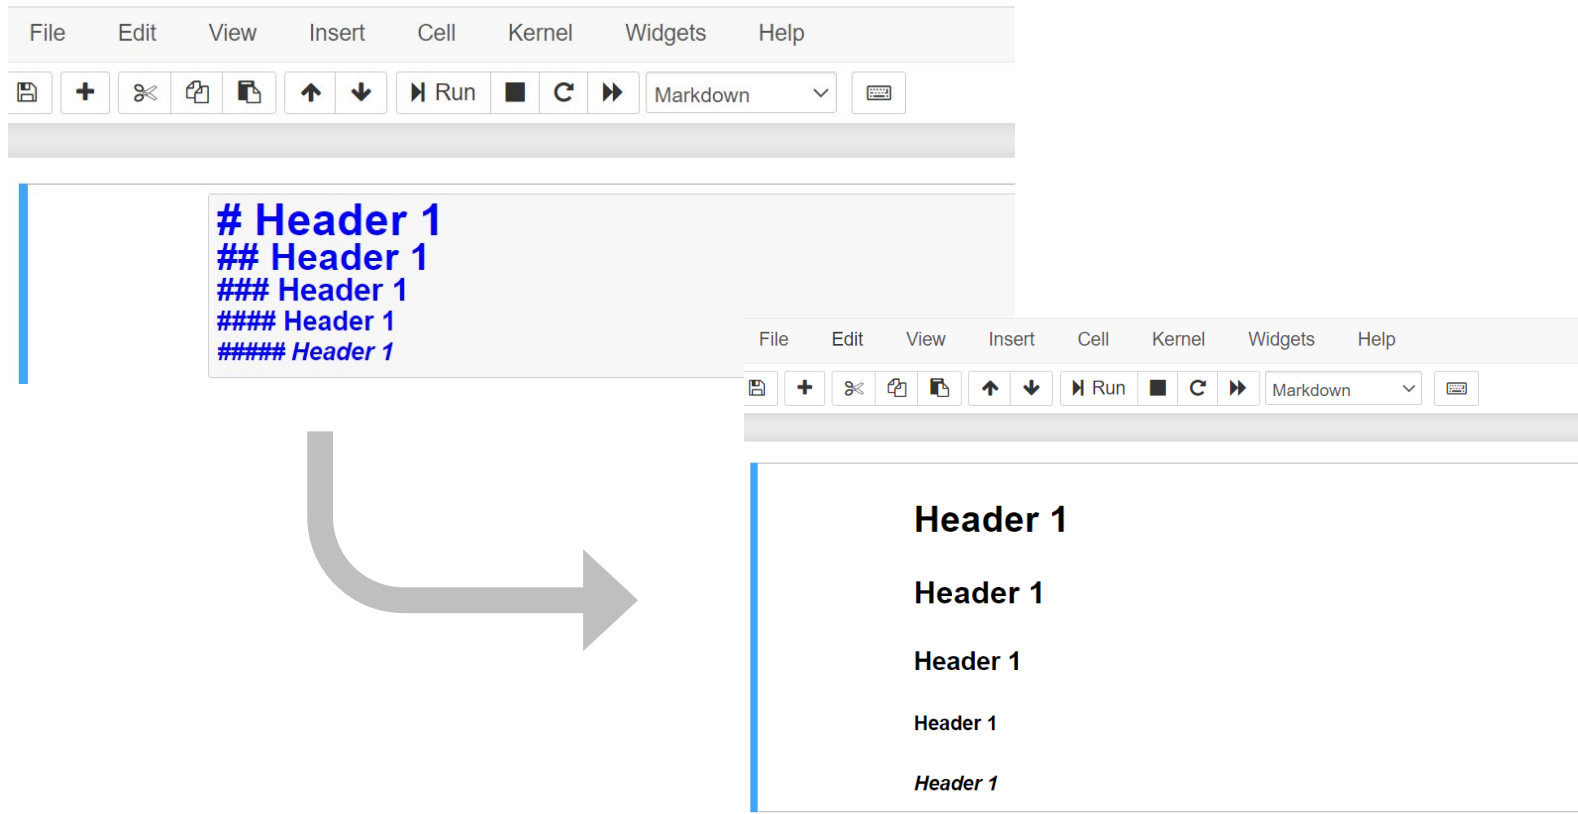 File Edit View Insert Cell Kernel Widgets Help
Run Markdown
# Header 1
## Header 1
### Header 1
#### Header 1
##### Header 1
File Edit View Insert Cell Kernel Widgets Help
Run Markdown
Header 1
Header 1
Header 1
Header 1
Header 1